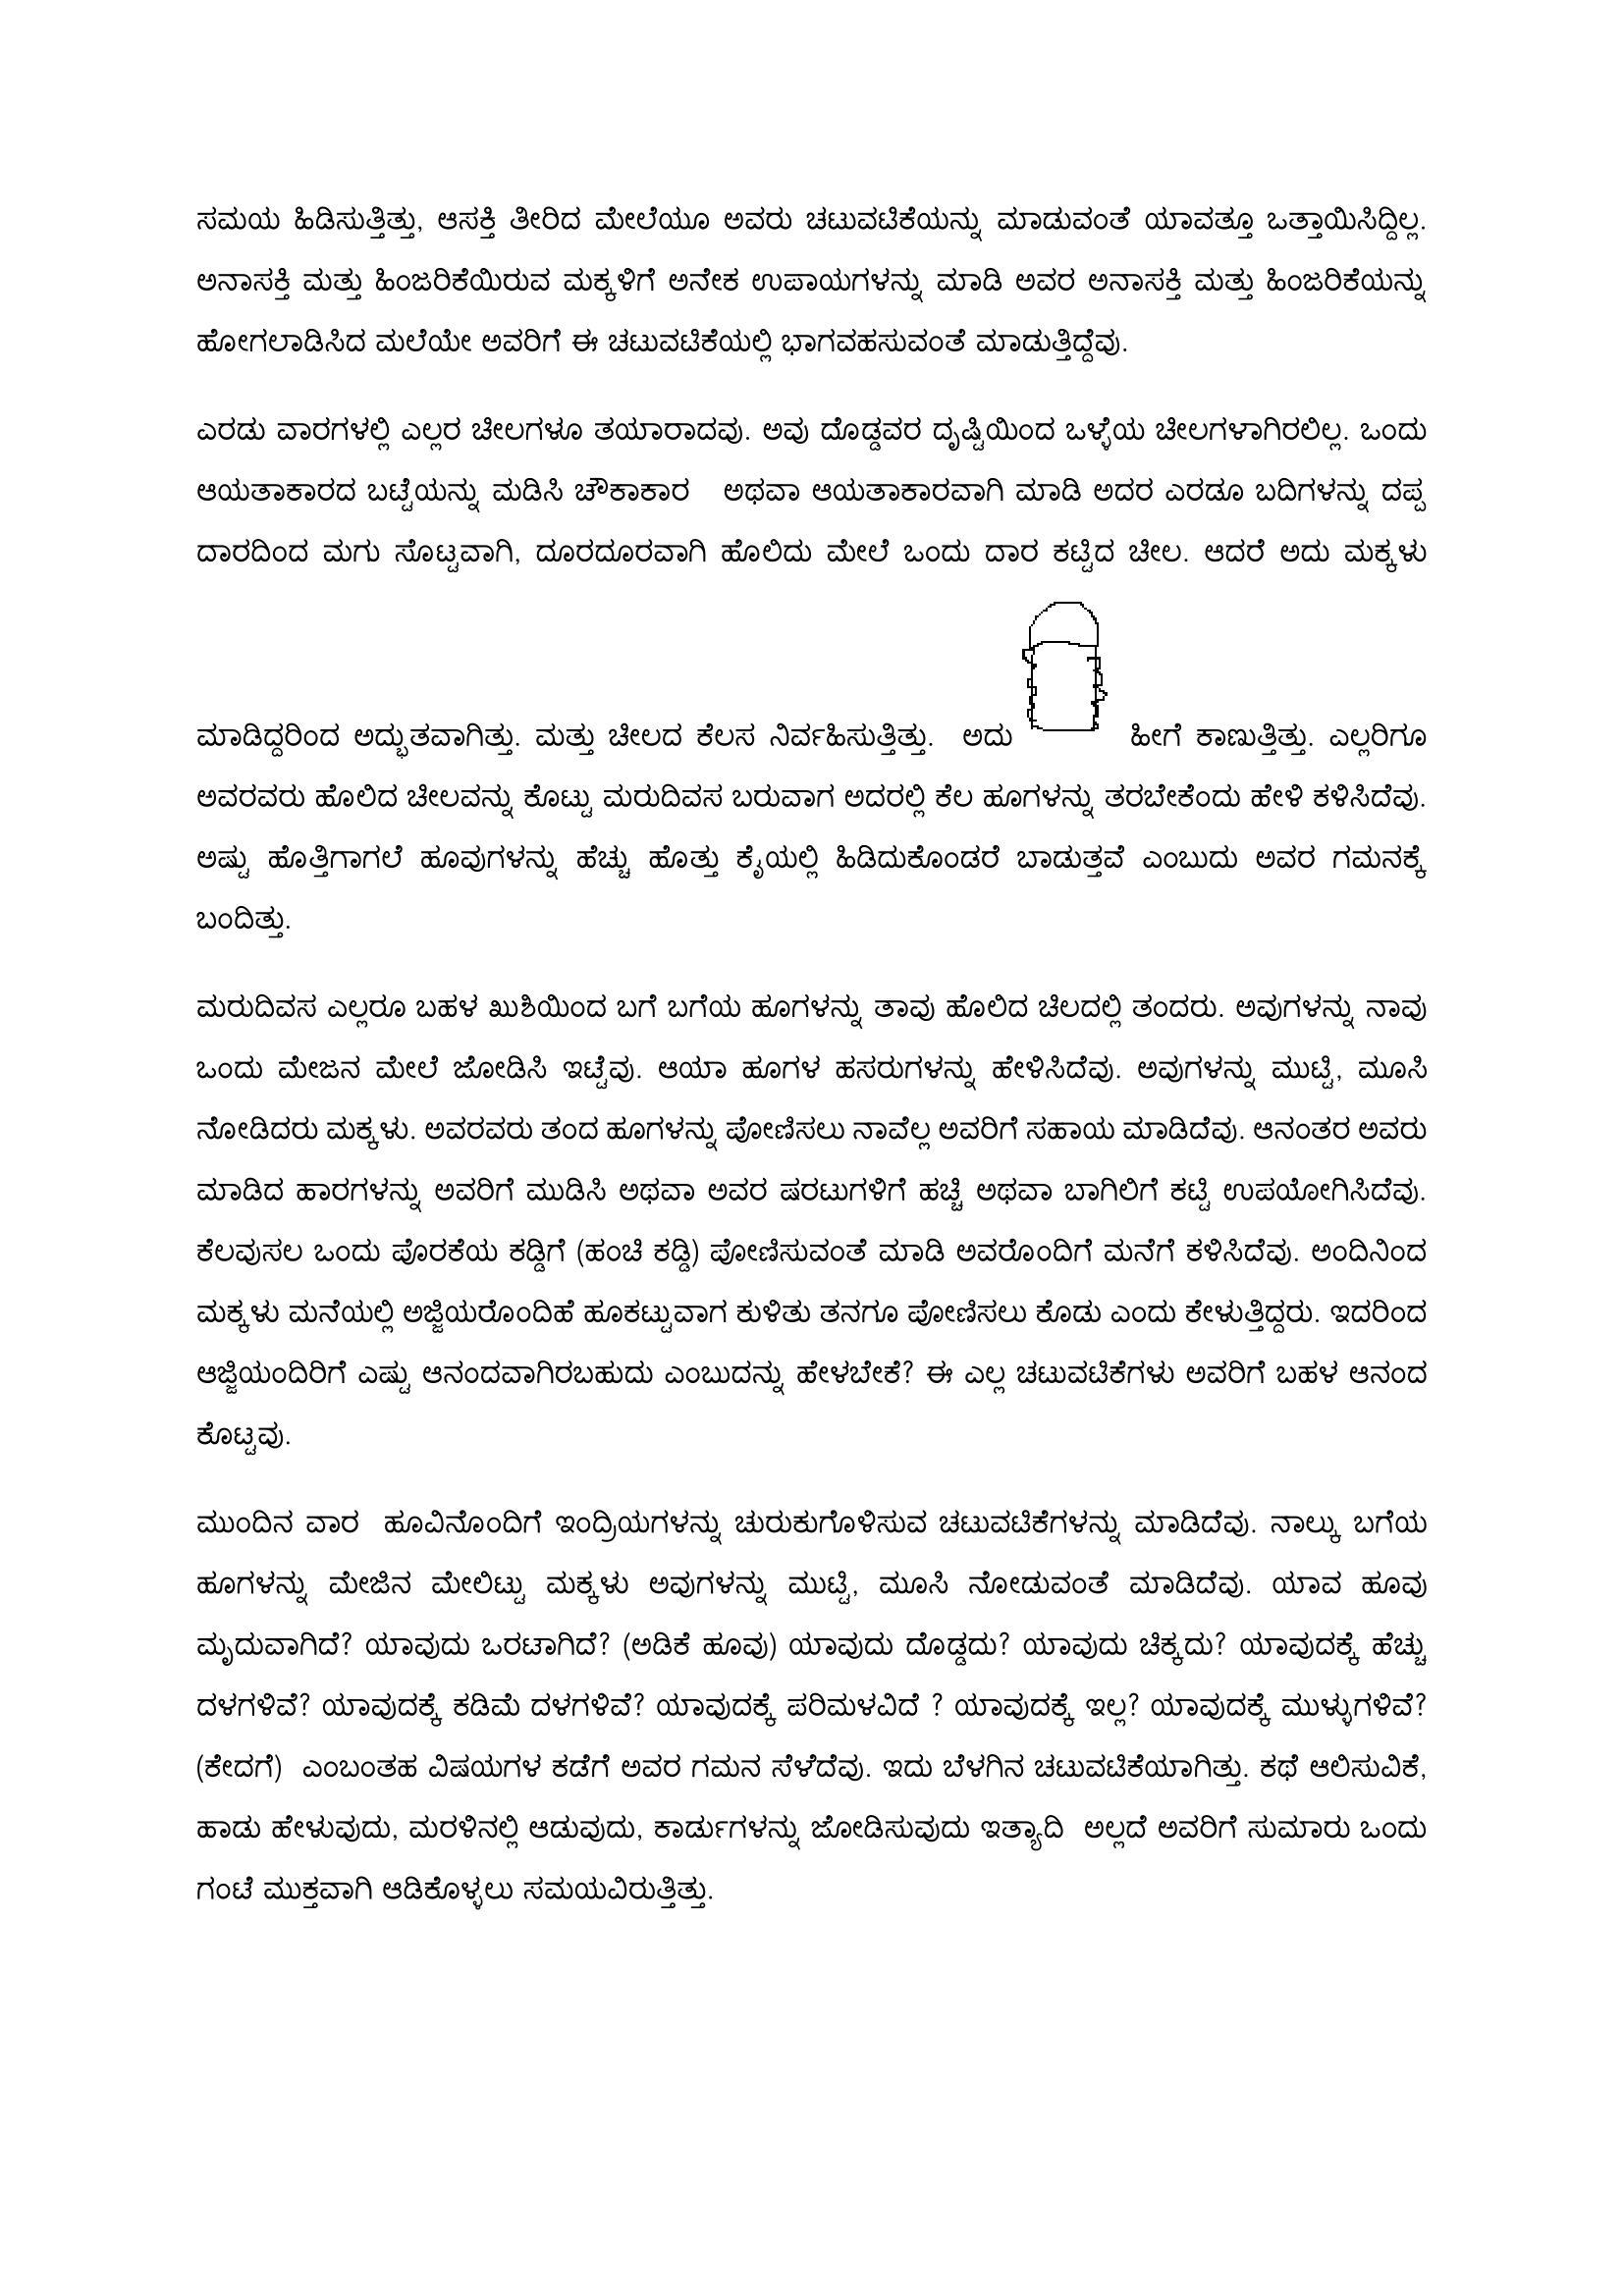 ಸಮಯ ಹಿಡಿಸುತ್ತಿತ್ತು, ಆಸಕ್ತಿ ತೀರಿದ ಮೇಲೆಯೂ ಅವರು ಚಟುವಟಿಕೆಯನ್ನು ಮಾಡುವಂತೆ ಯಾವತ್ತೂ ಒತ್ತಾಯಿಸಿದ್ದಿಲ್ಲ.
ಅನಾಸಕ್ತಿ ಮತ್ತು ಹಿಂಜರಿಕೆಯಿರುವ ಮಕ್ಕಳಿಗೆ ಅನೇಕ ಉಪಾಯಗಳನ್ನು ಮಾಡಿ ಅವರ ಅನಾಸಕ್ತಿ ಮತ್ತು ಹಿಂಜರಿಕೆಯನ್ನು
ಹೋಗಲಾಡಿಸಿದ ಮಲೆಯೇ ಅವರಿಗೆ ಈ ಚಟುವಟಿಕೆಯಲ್ಲಿ ಭಾಗವಹಸುವಂತೆ ಮಾಡುತ್ತಿದ್ದೆವು.
ಎರಡು ವಾರಗಳಲ್ಲಿ ಎಲ್ಲರ ಚೀಲಗಳೂ ತಯಾರಾದವು. ಅವು ದೊಡ್ಡವರ ದೃಷ್ಟಿಯಿಂದ ಒಳ್ಳೆಯ ಚೀಲಗಳಾಗಿರಲಿಲ್ಲ. ಒಂದು
ಆಯತಾಕಾರದ ಬಟ್ಟೆಯನ್ನು ಮಡಿಸಿ ಚೌಕಾಕಾರ ಅಥವಾ ಆಯತಾಕಾರವಾಗಿ ಮಾಡಿ ಅದರ ಎರಡೂ ಬದಿಗಳನ್ನು ದಪ್ಪ
ದಾರದಿಂದ ಮಗು ಸೊಟ್ಟವಾಗಿ, ದೂರದೂರವಾಗಿ ಹೊಲಿದು ಮೇಲೆ ಒಂದು ದಾರ ಕಟ್ಟಿದ ಚೀಲ. ಆದರೆ ಅದು ಮಕ್ಕಳು
ಮಾಡಿದ್ದರಿಂದ ಅದ್ಭುತವಾಗಿತ್ತು. ಮತ್ತು ಚೀಲದ ಕೆಲಸ ನಿರ್ವಹಿಸುತ್ತಿತ್ತು. ಅದು ಹೀಗೆ ಕಾಣುತ್ತಿತ್ತು. ಎಲ್ಲರಿಗೂ
ಅವರವರು ಹೊಲಿದ ಚೀಲವನ್ನು ಕೊಟ್ಟು ಮರುದಿವಸ ಬರುವಾಗ ಅದರಲ್ಲಿ ಕೆಲ ಹೂಗಳನ್ನು ತರಬೇಕೆಂದು ಹೇಳಿ ಕಳಿಸಿದೆವು.
ಅಷ್ಟು ಹೊತ್ತಿಗಾಗಲೆ ಹೂವುಗಳನ್ನು ಹೆಚ್ಚು ಹೊತ್ತು ಕೈಯಲ್ಲಿ ಹಿಡಿದುಕೊಂಡರೆ ಬಾಡುತ್ತವೆ ಎಂಬುದು ಅವರ ಗಮನಕ್ಕೆ
ಬಂದಿತ್ತು.
ಮರುದಿವಸ ಎಲ್ಲರೂ ಬಹಳ ಖುಶಿಯಿಂದ ಬಗೆ ಬಗೆಯ ಹೂಗಳನ್ನು ತಾವು ಹೊಲಿದ ಚಿಲದಲ್ಲಿ ತಂದರು. ಅವುಗಳನ್ನು ನಾವು
ಒಂದು ಮೇಜನ ಮೇಲೆ ಜೋಡಿಸಿ ಇಟ್ಟೆವು. ಆಯಾ ಹೂಗಳ ಹಸರುಗಳನ್ನು ಹೇಳಿಸಿದೆವು. ಅವುಗಳನ್ನು ಮುಟ್ಟಿ, ಮೂಸಿ
ನೋಡಿದರು ಮಕ್ಕಳು. ಅವರವರು ತಂದ ಹೂಗಳನ್ನು ಪೋಣಿಸಲು ನಾವೆಲ್ಲ ಅವರಿಗೆ ಸಹಾಯ ಮಾಡಿದೆವು. ಆನಂತರ ಅವರು
ಮಾಡಿದ ಹಾರಗಳನ್ನು ಅವರಿಗೆ ಮುಡಿಸಿ ಅಥವಾ ಅವರ ಷರಟುಗಳಿಗೆ ಹಚ್ಚಿ ಅಥವಾ ಬಾಗಿಲಿಗೆ ಕಟ್ಟಿ ಉಪಯೋಗಿಸಿದೆವು.
ಕೆಲವುಸಲ ಒಂದು ಪೊರಕೆಯ ಕಡ್ಡಿಗೆ (ಹಂಚಿ ಕಡ್ಡಿ) ಪೋಣಿಸುವಂತೆ ಮಾಡಿ ಅವರೊಂದಿಗೆ ಮನೆಗೆ ಕಳಿಸಿದೆವು. ಅಂದಿನಿಂದ
ಮಕ್ಕಳು ಮನೆಯಲ್ಲಿ ಅಜ್ಜಿಯರೊಂದಿಹೆ ಹೂಕಟ್ಟುವಾಗ ಕುಳಿತು ತನಗೂ ಪೋಣಿಸಲು ಕೊಡು ಎಂದು ಕೇಳುತ್ತಿದ್ದರು. ಇದರಿಂದ
ಆಜ್ಜಿಯಂದಿರಿಗೆ ಎಷ್ಟು ಆನಂದವಾಗಿರಬಹುದು ಎಂಬುದನ್ನು ಹೇಳಬೇಕೆ? ಈ ಎಲ್ಲ ಚಟುವಟಿಕೆಗಳು ಅವರಿಗೆ ಬಹಳ ಆನಂದ
ಕೊಟ್ಟವು.
ಮುಂದಿನ ವಾರ ಹೂವಿನೊಂದಿಗೆ ಇಂದ್ರಿಯಗಳನ್ನು ಚುರುಕುಗೊಳಿಸುವ ಚಟುವಟಿಕೆಗಳನ್ನು ಮಾಡಿದೆವು. ನಾಲ್ಕು ಬಗೆಯ
ಹೂಗಳನ್ನು ಮೇಜಿನ ಮೇಲಿಟ್ಟು ಮಕ್ಕಳು ಅವುಗಳನ್ನು ಮುಟ್ಟಿ, ಮೂಸಿ ನೋಡುವಂತೆ ಮಾಡಿದೆವು. ಯಾವ ಹೂವು
ಮೃದುವಾಗಿದೆ? ಯಾವುದು ಒರಟಾಗಿದೆ? (ಅಡಿಕೆ ಹೂವು) ಯಾವುದು ದೊಡ್ಡದು? ಯಾವುದು ಚಿಕ್ಕದು? ಯಾವುದಕ್ಕೆ ಹೆಚ್ಚು
ದಳಗಳಿವೆ? ಯಾವುದಕ್ಕೆ ಕಡಿಮೆ ದಳಗಳಿವೆ? ಯಾವುದಕ್ಕೆ ಪರಿಮಳವಿದೆ ? ಯಾವುದಕ್ಕೆ ಇಲ್ಲ? ಯಾವುದಕ್ಕೆ ಮುಳ್ಳುಗಳಿವೆ?
(ಕೇದಗೆ) ಎಂಬಂತಹ ವಿಷಯಗಳ ಕಡೆಗೆ ಅವರ ಗಮನ ಸೆಳೆದೆವು. ಇದು ಬೆಳಗಿನ ಚಟುವಟಿಕೆಯಾಗಿತ್ತು. ಕಥೆ ಆಲಿಸುವಿಕೆ,
ಹಾಡು ಹೇಳುವುದು, ಮರಳಿನಲ್ಲಿ ಆಡುವುದು, ಕಾರ್ಡುಗಳನ್ನು ಜೋಡಿಸುವುದು ಇತ್ಯಾದಿ ಅಲ್ಲದೆ ಅವರಿಗೆ ಸುಮಾರು ಒಂದು
ಗಂಟೆ ಮುಕ್ತವಾಗಿ ಆಡಿಕೊಳ್ಳಲು ಸಮಯವಿರುತ್ತಿತ್ತು.